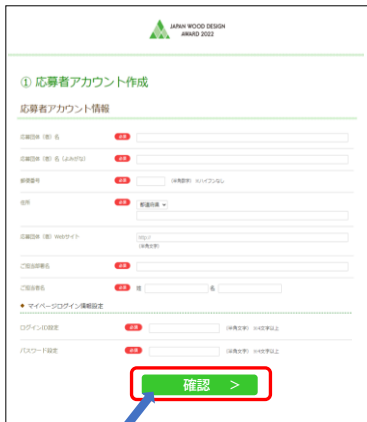 JAPAN WOOD DESIGN
AWARD 2022
① 応募者アカウント作成
応募者アカウント情報
応募団体（者）名 必須
応募団体（者）名（よみがな） 必須
郵便番号 必須 （半角数字）※ハイフンなし
住所 必須 都道府県
応募団体（者）Webサイト http://
（半角文字）
ご担当部署名 必須
ご担当者名 必須 姓 名
● マイページログイン情報設定
ログインID設定 必須 （半角文字）※4文字以上
パスワード設定 必須 （半角文字）※4文字以上
確認 ＞